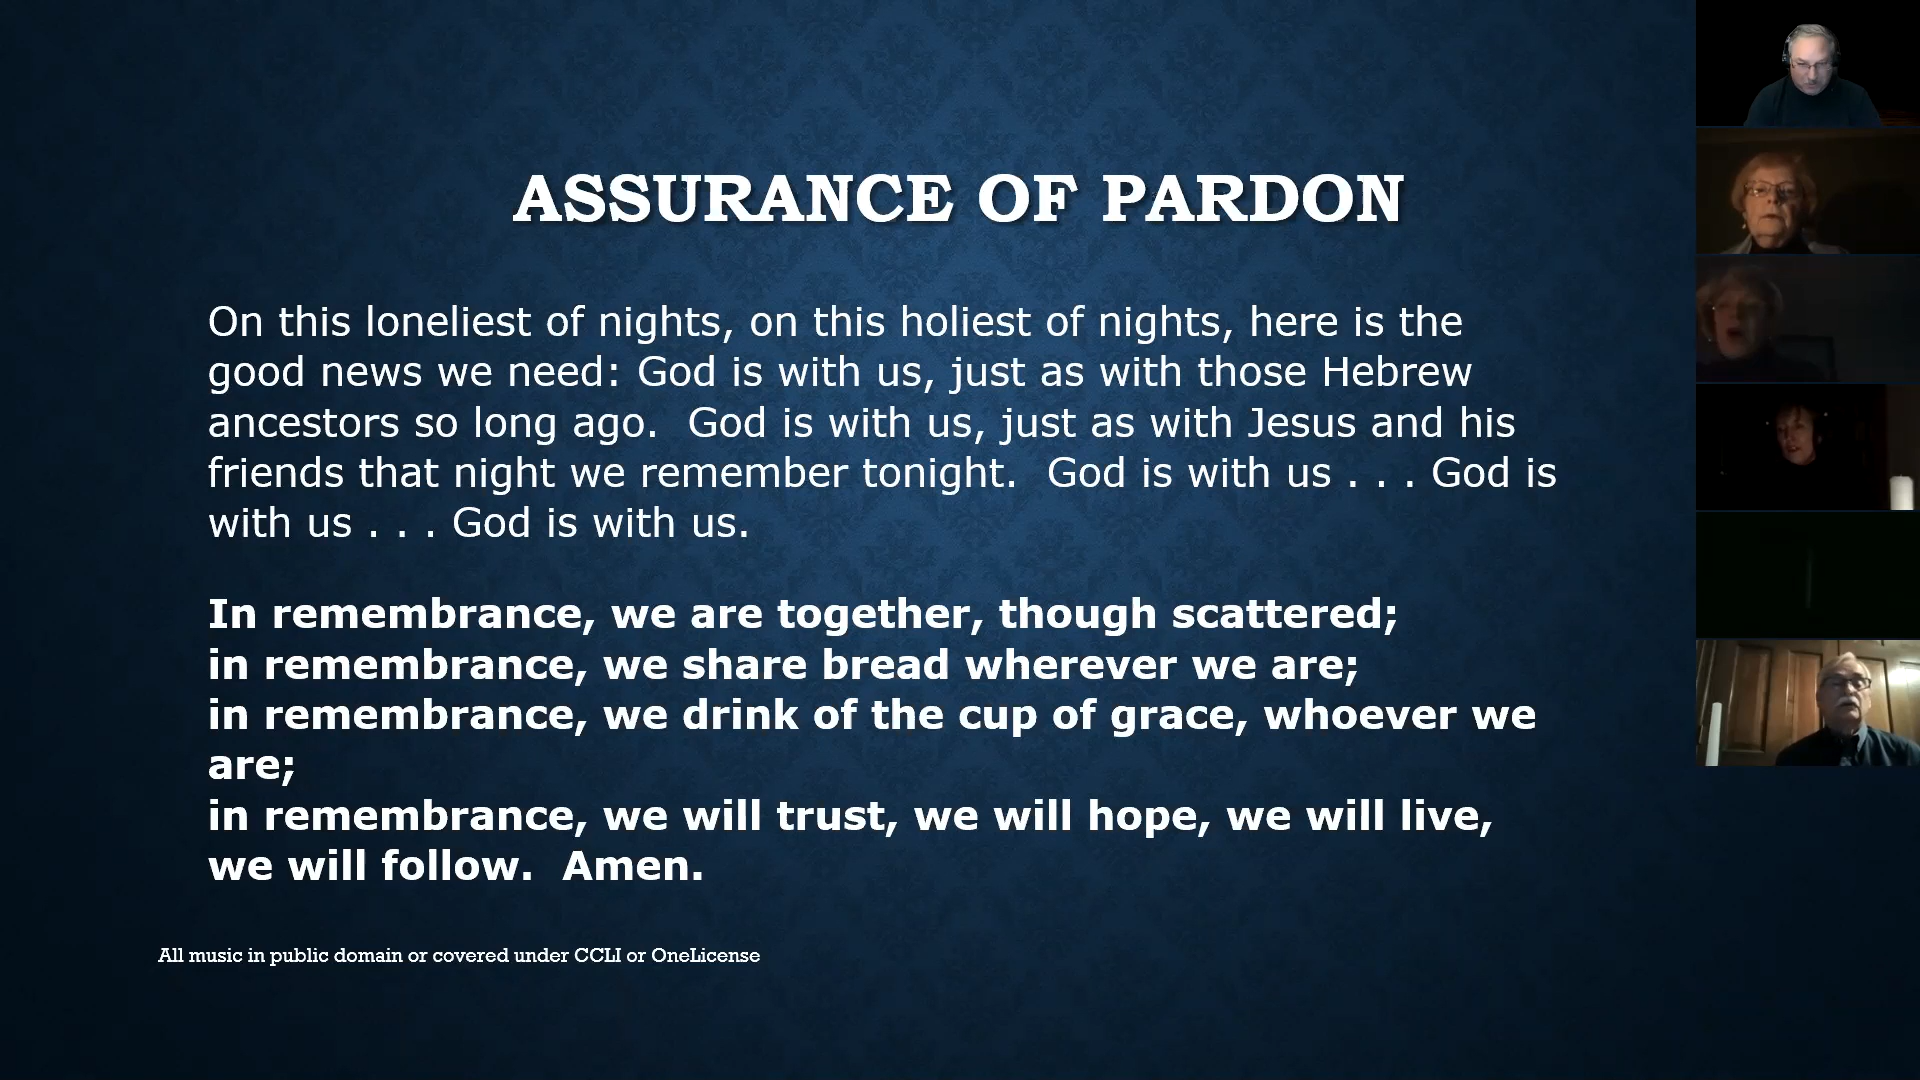 ASSURANCE OF PARDON
On this loneliest of nights, on this holiest of nights, here is the
good news we need: God is with us, just as with those Hebrew
ancestors so long ago.  God is with us, just as with Jesus and his
friends that night we remember tonight.  God is with us . . . God is
with us . . . God is with us.
In remembrance, we are together, though scattered;
in remembrance, we share bread wherever we are;
in remembrance, we drink of the cup of grace, whoever we
are;
in remembrance, we will trust, we will hope, we will live,
we will follow.  Amen.
All music in public domain or covered under CCLI or OneLicense